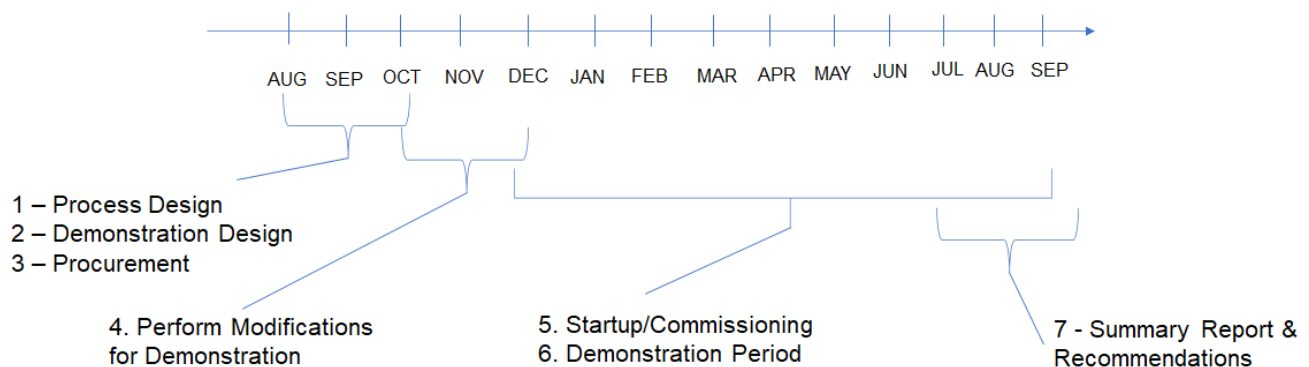 AUG SEP OCT NOV DEC JAN FEB MAR APR MAY JUN JUL AUG SEP
1 – Process Design
2 – Demonstration Design
3 – Procurement
4. Perform Modifications
for Demonstration
5. Startup/Commissioning
6. Demonstration Period
7 - Summary Report &
Recommendations